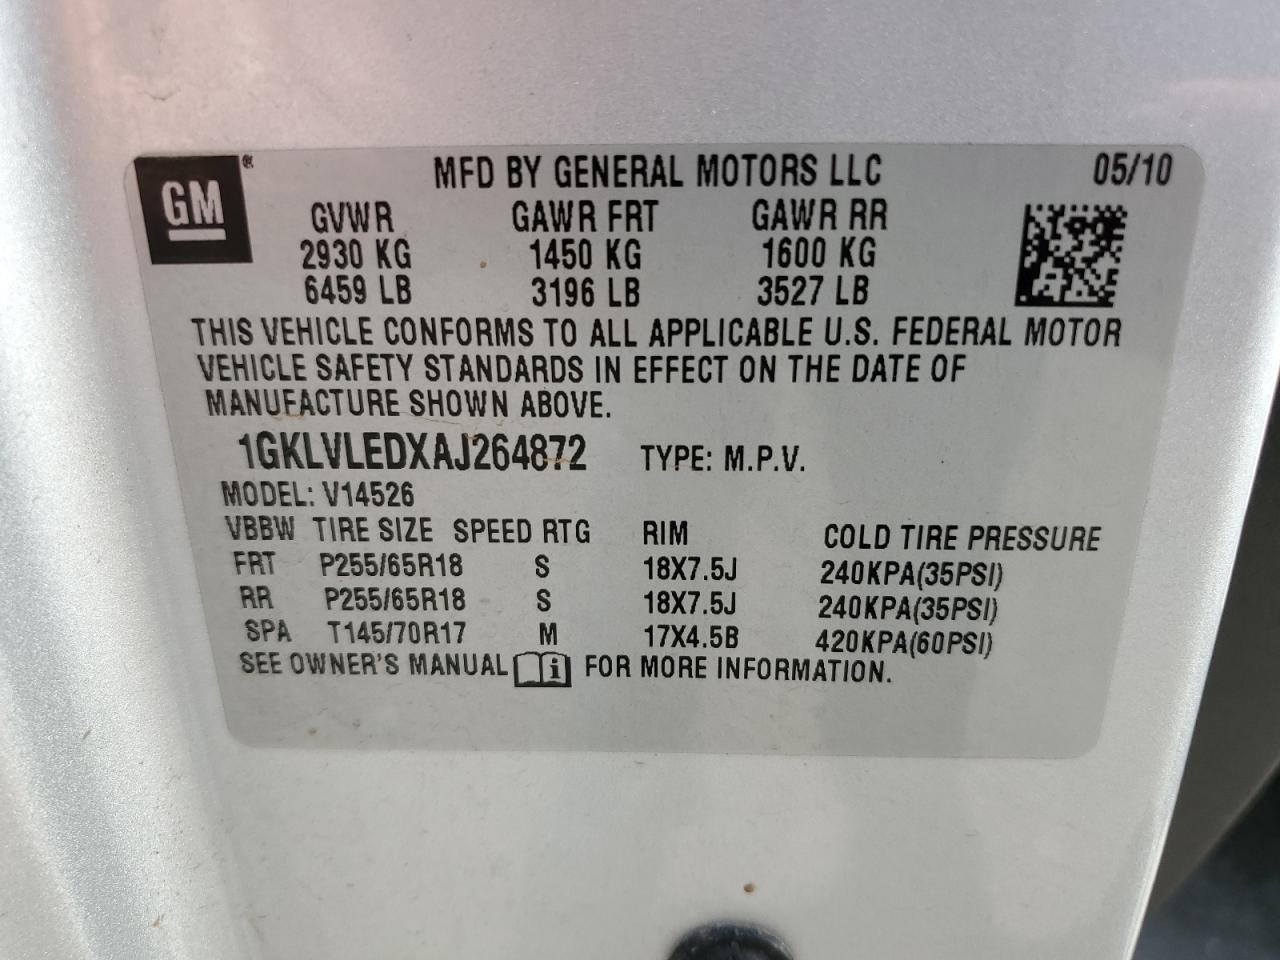 GM®
MFD BY GENERAL MOTORS LLC 05/10
GVWR GAWR FRT GAWR RR
2930 KG 1450 KG 1600 KG
6459 LB 3196 LB 3527 LB
THIS VEHICLE CONFORMS TO ALL APPLICABLE U.S. FEDERAL MOTOR
VEHICLE SAFETY STANDARDS IN EFFECT ON THE DATE OF
MANUFACTURE SHOWN ABOVE.
1GKLVLEDXAJ264872 TYPE: M.P.V.
MODEL: V14526
VBBW TIRE SIZE SPEED RTG RIM COLD TIRE PRESSURE
FRT P255/65R18 S 18X7.5J 240KPA(35PSI)
RR P255/65R18 S 18X7.5J 240KPA(35PSI)
SPA T145/70R17 M 17X4.5B 420KPA(60PSI)
SEE OWNER'S MANUAL i FOR MORE INFORMATION.